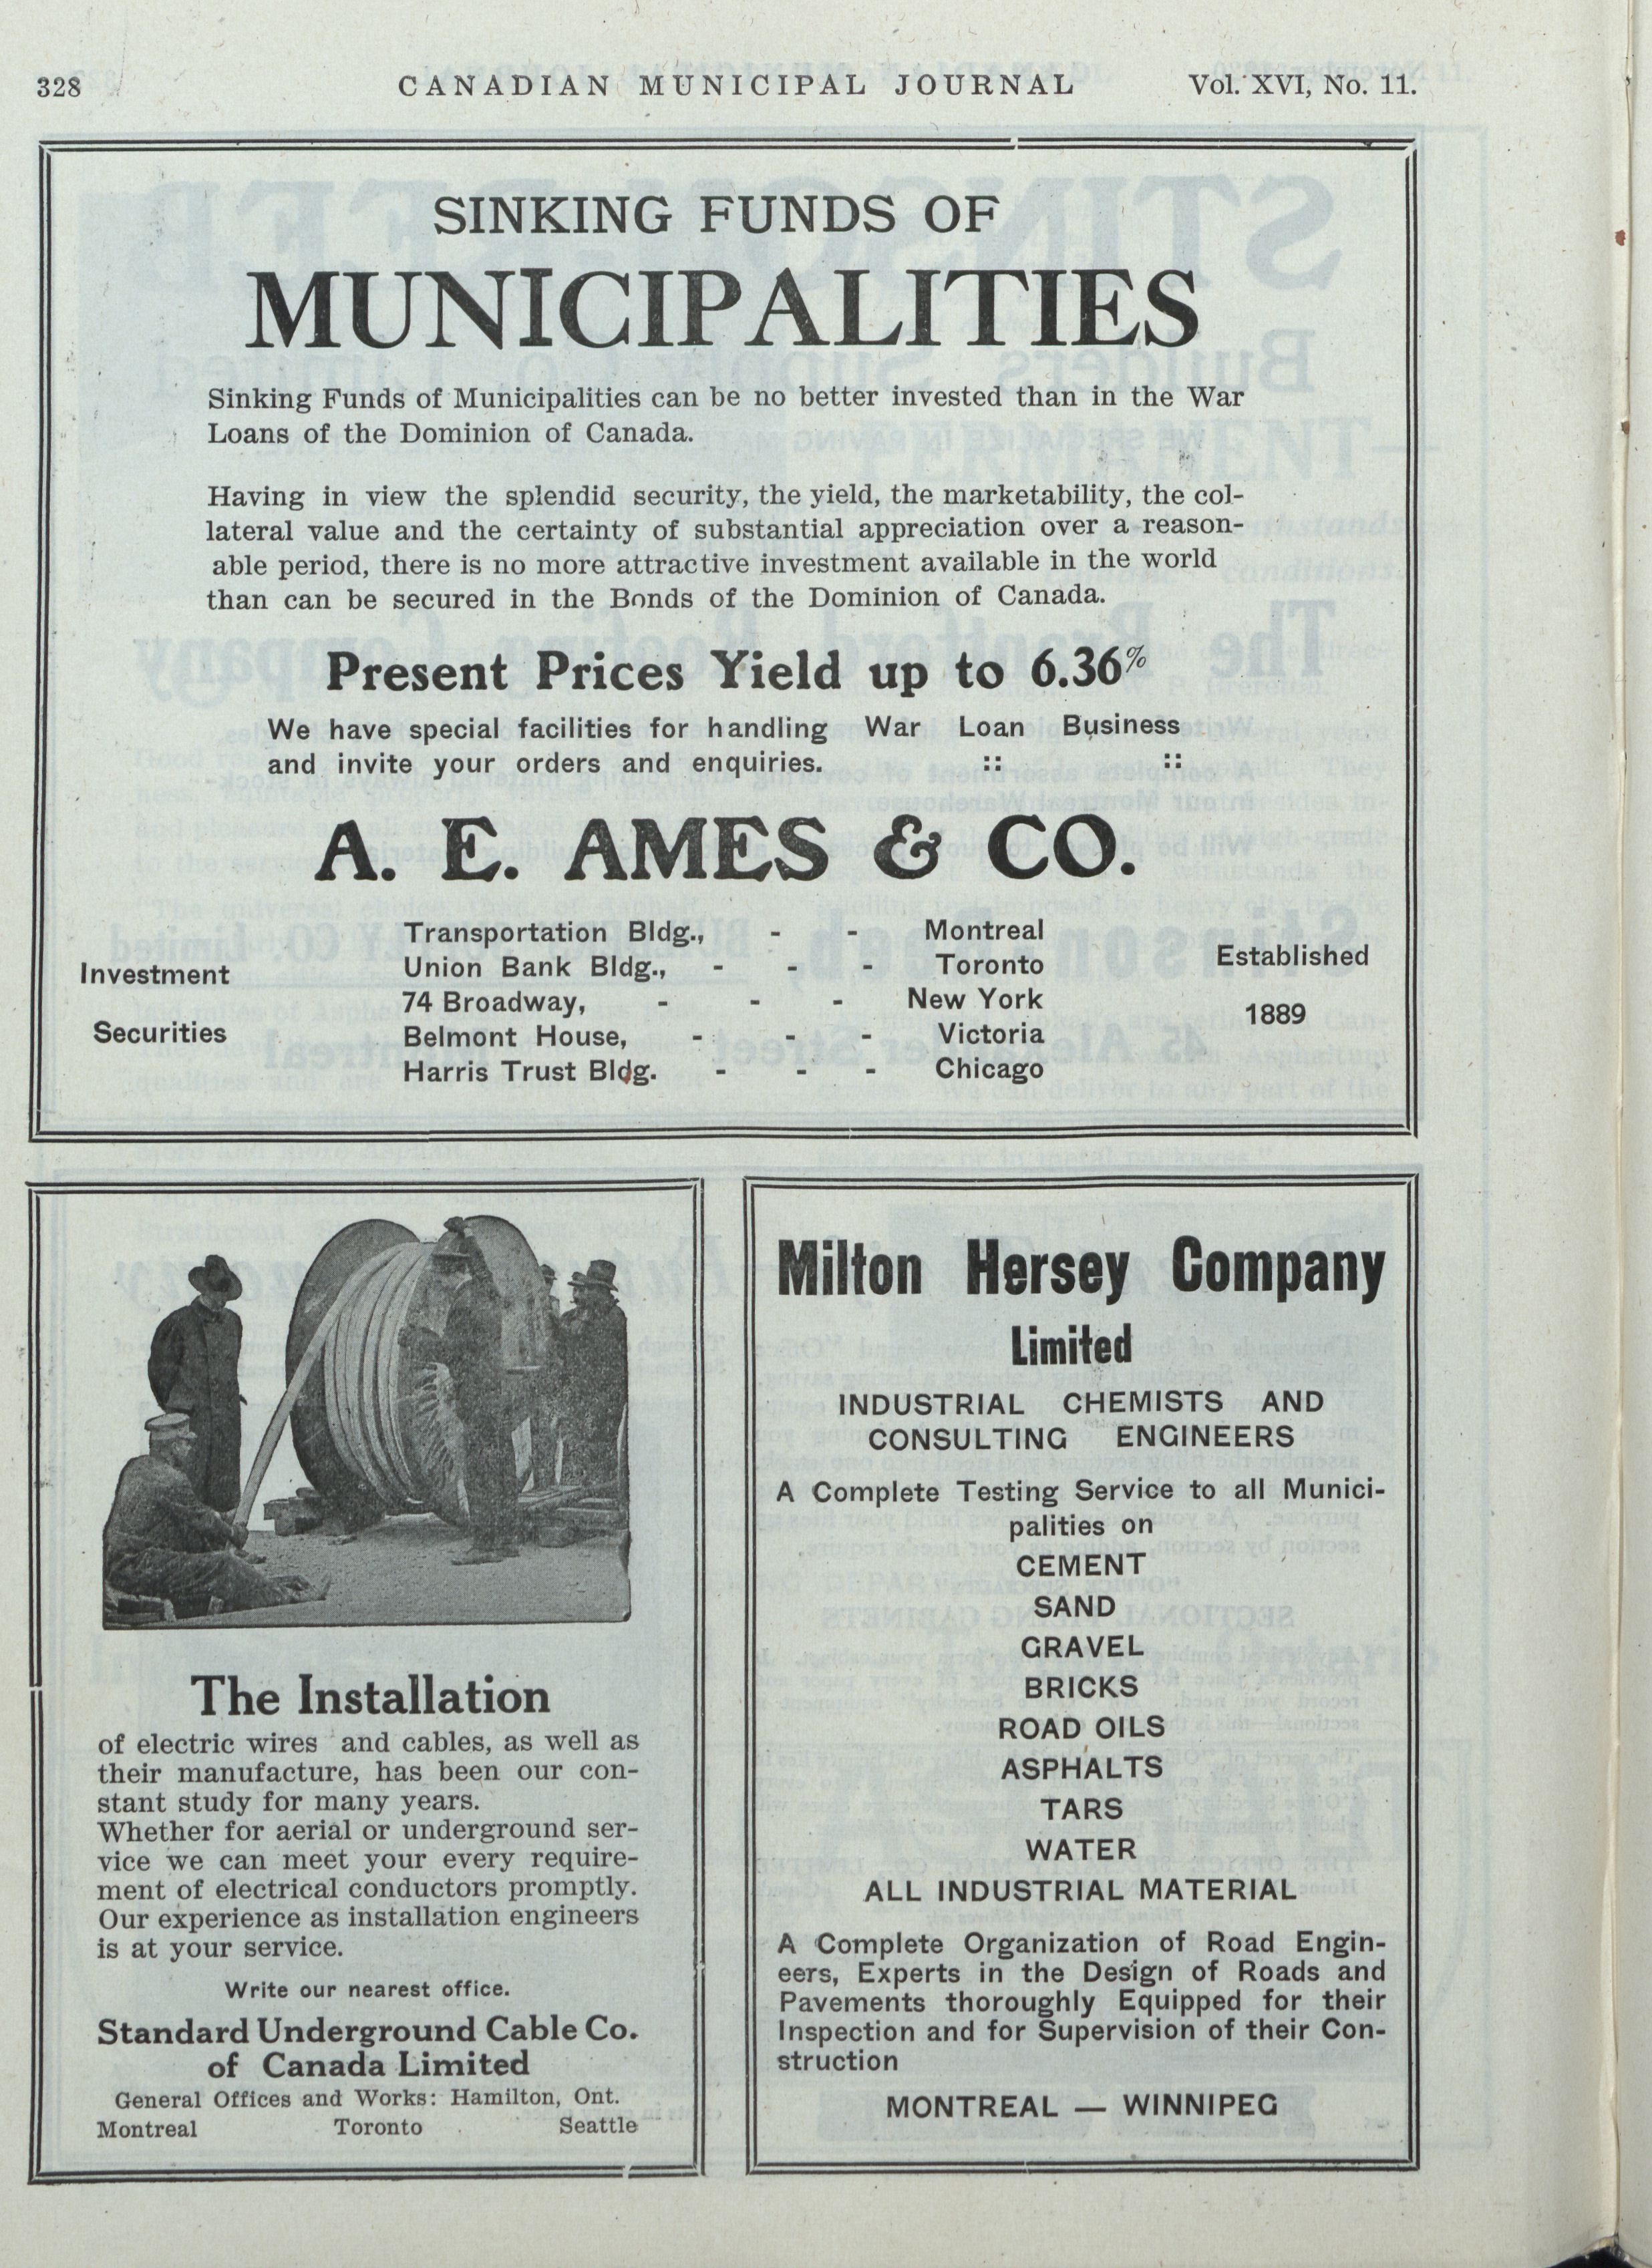 328
CANADIAN MUNICIPAL JOURNAL
Vol. XVI, No. 11.
SINKING FUNDS OF
MUNICIPALITIES
Sinking Funds of Municipalities can be no better invested than in the War
Loans of the Dominion of Canada.
Having in view the splendid security, the yield, the marketability, the col-
lateral value and the certainty of substantial appreciation over a reason-
able period, there is no more attractive investment available in the world
than can be secured in the Bonds of the Dominion of Canada.
Present Prices Yield up to 6.36%
We have special facilities for handling War Loan Business
and invite your orders and enquiries. :: ::
A. E. AMES & CO.
Investment
Securities
Transportation Bldg., - - Montreal
Union Bank Bldg., - - - Toronto
74 Broadway, - - - New York
Belmont House, - - - Victoria
Harris Trust Bldg. - - - Chicago
Established
1889
The Installation
of electric wires and cables, as well as
their manufacture, has been our con-
stant study for many years.
Whether for aerial or underground ser-
vice we can meet your every require-
ment of electrical conductors promptly.
Our experience as installation engineers
is at your service.
Write our nearest office.
Standard Underground Cable Co.
of Canada Limited
General Offices and Works: Hamilton, Ont.
Montreal Toronto Seattle
Milton Hersey Company
Limited
INDUSTRIAL CHEMISTS AND
CONSULTING ENGINEERS
A Complete Testing Service to all Munici-
palities on
CEMENT
SAND
GRAVEL
BRICKS
ROAD OILS
ASPHALTS
TARS
WATER
ALL INDUSTRIAL MATERIAL
A Complete Organization of Road Engin-
eers, Experts in the Design of Roads and
Pavements thoroughly Equipped for their
Inspection and for Supervision of their Con-
struction
MONTREAL — WINNIPEG